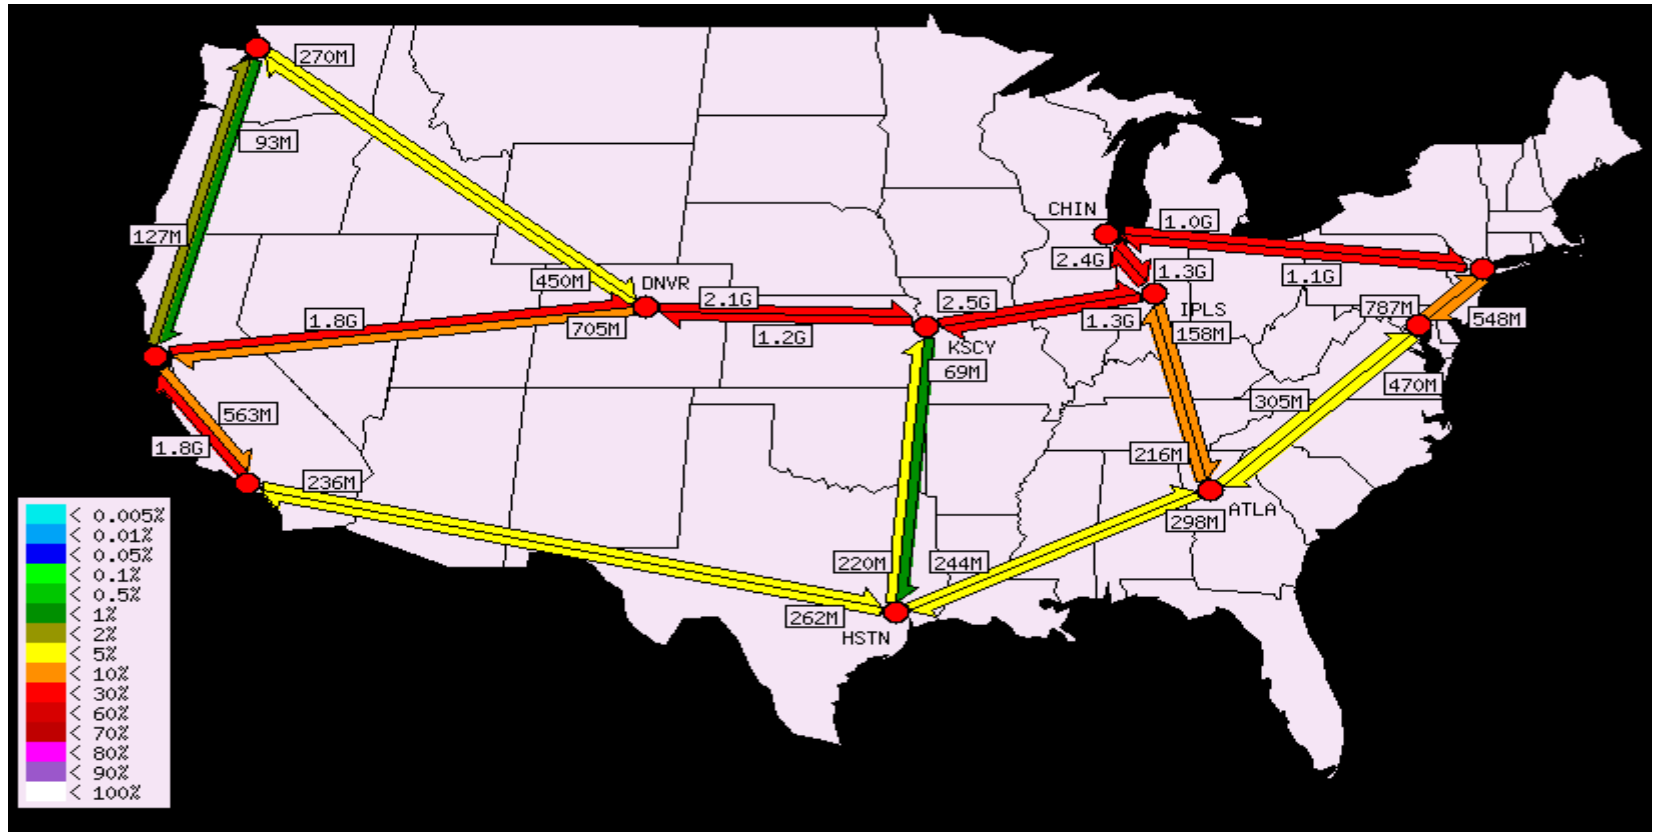 270M
93M
CHIN
1.0G
127M
2.4G
1.3G
1.1G
450M
DNVR
2.1G
2.5G
IPLS
787M
1.8G
705M
1.2G
1.3G
158M
548M
KSCY
69M
470M
305M
563M
1.8G
216M
236M
ATLA
298M
220M
244M
262M
HSTN
< 0.005%
< 0.01%
< 0.05%
< 0.1%
< 0.5%
< 1%
< 2%
< 5%
< 10%
< 30%
< 60%
< 70%
< 80%
< 90%
< 100%